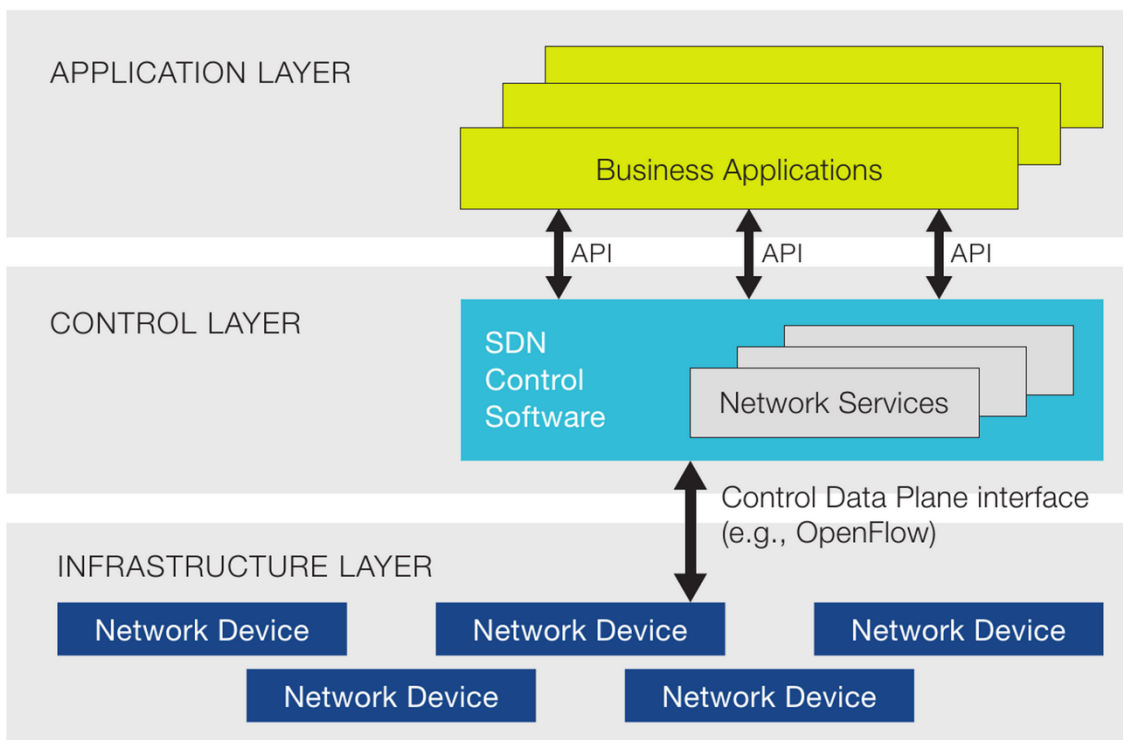 APPLICATION LAYER
Business Applications
API
API
API
CONTROL LAYER
SDN
Control
Software
Network Services
Control Data Plane interface
(e.g., OpenFlow)
INFRASTRUCTURE LAYER
Network Device
Network Device
Network Device
Network Device
Network Device